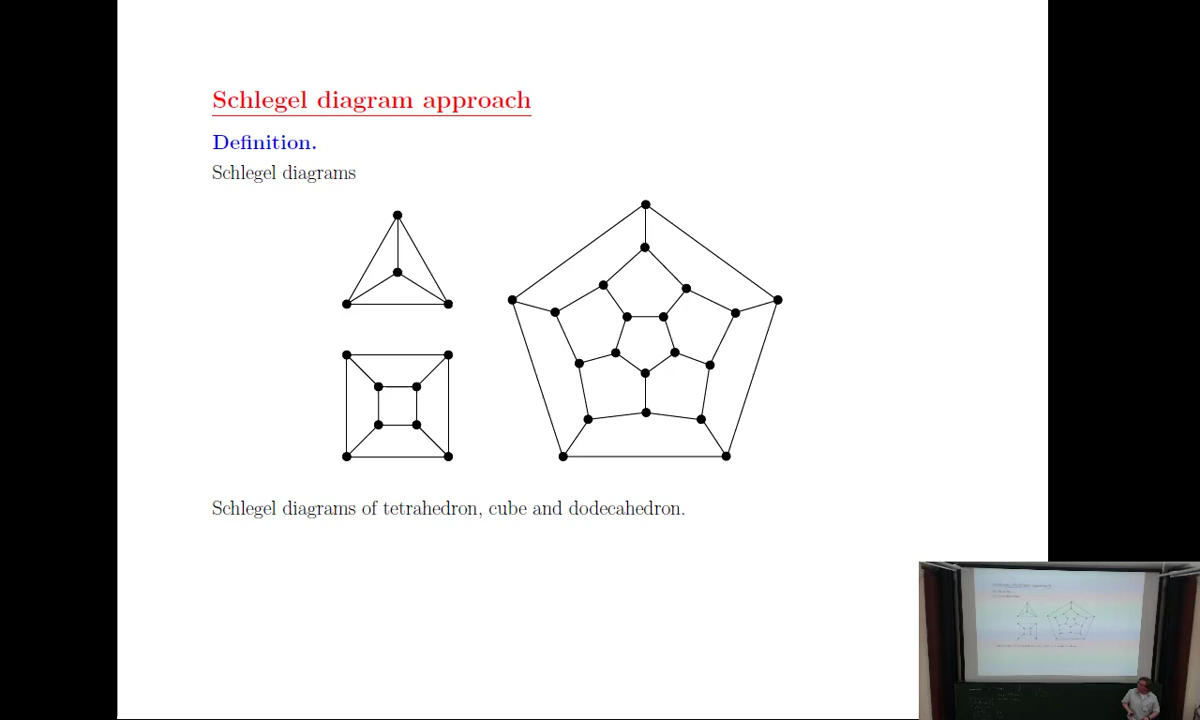 Schlegel diagram approach
Definition.
Schlegel diagrams
Schlegel diagrams of tetrahedron, cube and dodecahedron.